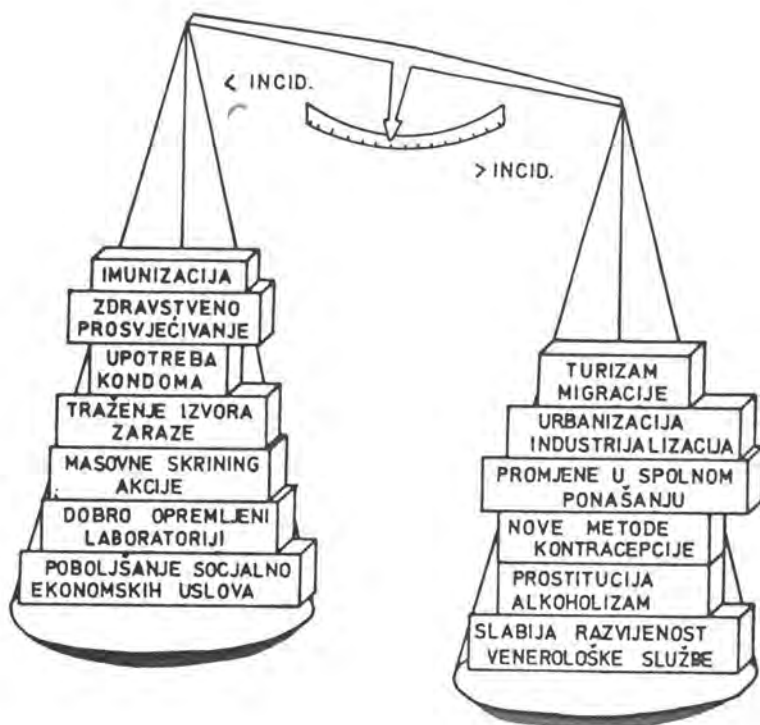 < INCID.
> INCID.
IMUNIZACIJA
ZDRAVSTVENO
PROSVJEĆIVANJE
UPOTREBA
KONDOMA
TRAŽENJE IZVORA
ZARAZE
MASOVNE SKRINING
AKCIJE
DOBRO OPREMLJENI
LABORATORIJI
POBOLJŠANJE SOCJALNO
EKONOMSKIH USLOVA
TURIZAM
MIGRACIJE
URBANIZACIJA
INDUSTRIJALIZACIJA
PROMJENE U SPOLNOM
PONAŠANJU
NOVE METODE
KONTRACEPCIJE
PROSTITUCIJA
ALKOHOLIZAM
SLABIJA RAZVIJENOST
VENEROLOŠKE SLUŽBE